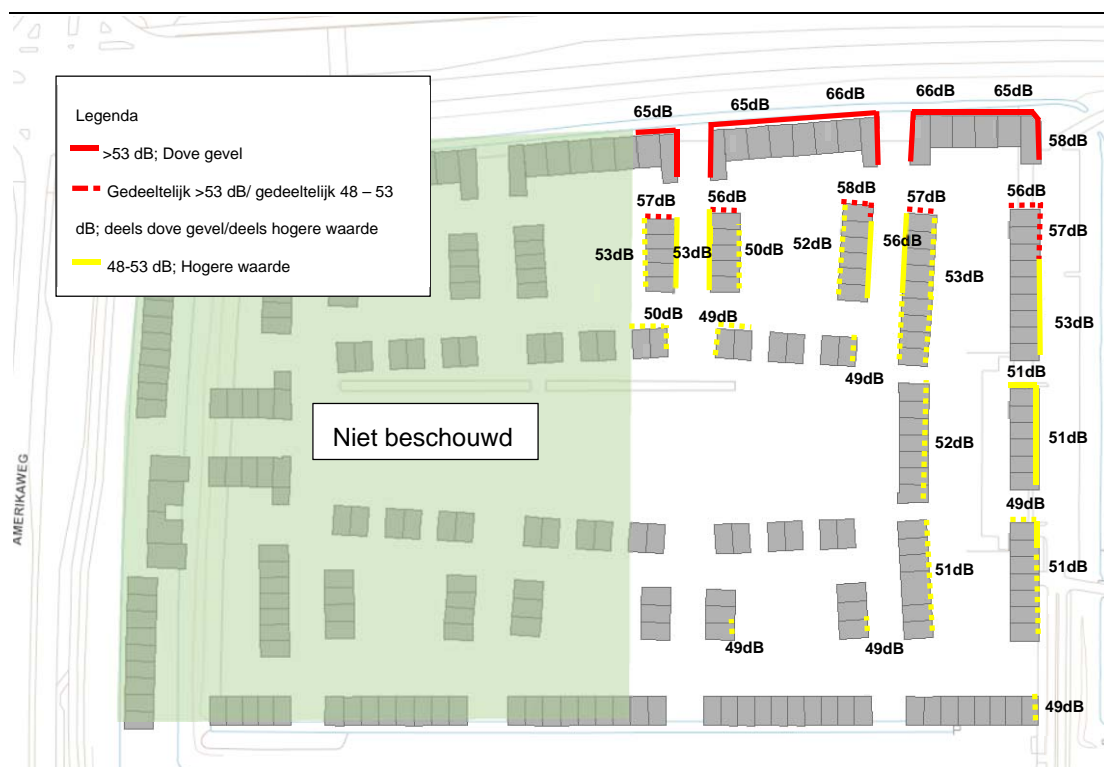 66dB 65dB
65dB 65dB 66dB
Legenda
>53 dB; Dove gevel
Gedeeltelijk >53 dB/ gedeeltelijk 48 – 53
dB; deels dove gevel/deels hogere waarde
48-53 dB; Hogere waarde
58dB
57dB 56dB 58dB 57dB 56dB
57dB
53dB 53dB 50dB 52dB 56dB 53dB
50dB 49dB
53dB
49dB
51dB
Niet beschouwd
52dB
51dB
AMERIKAWEG
49dB
51dB
51dB
49dB
49dB
49dB